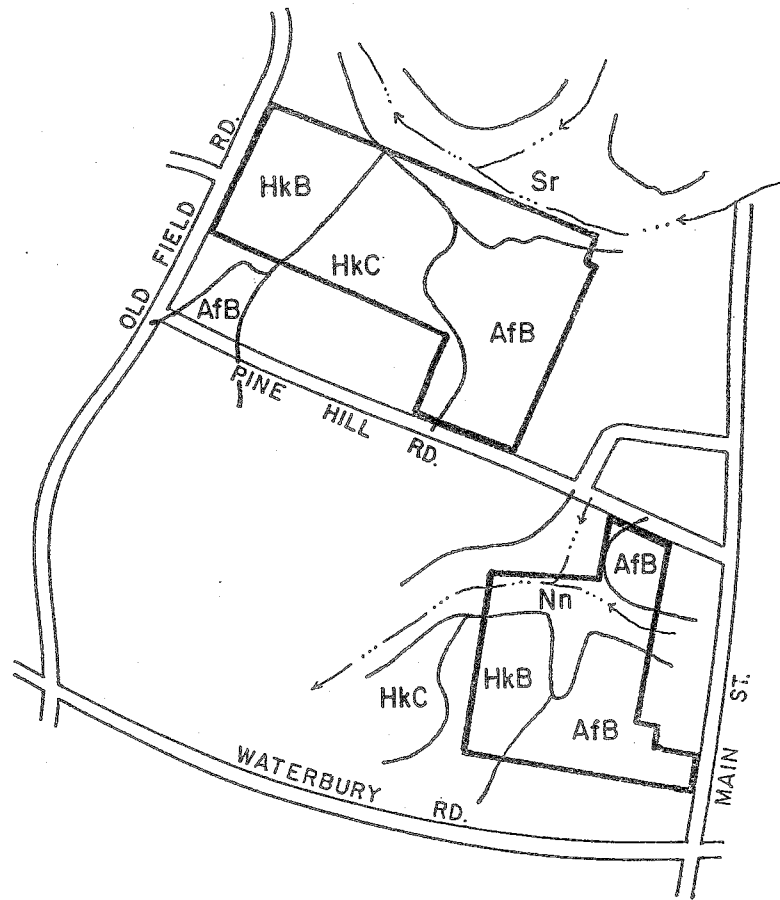 OLD FIELD RD.
HkB
Sr
HkC
AfB
AfB
PINE HILL RD.
AfB
Nn
HkC
HkB
AfB
WATERBURY RD.
MAIN ST.